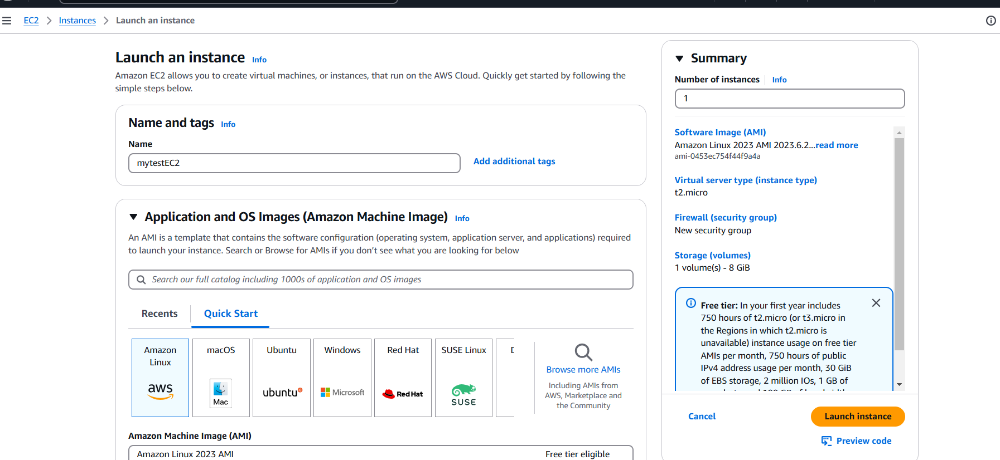 EC2 > Instances > Launch an instance
Launch an instance Info
Amazon EC2 allows you to create virtual machines, or instances, that run on the AWS Cloud. Quickly get started by following the
simple steps below.
Name and tags Info
Name
mytestEC2
Add additional tags
Application and OS Images (Amazon Machine Image) Info
An AMI is a template that contains the software configuration (operating system, application server, and applications) required
to launch your instance. Search or Browse for AMIs if you don’t see what you are looking for below
Search our full catalog including 1000s of application and OS images
Recents
Quick Start
Amazon
Linux
aws
macOS
Mac
Ubuntu
ubuntu
Windows
Microsoft
Red Hat
Red Hat
SUSE Linux
SUSE
Browse more AMIs
Including AMIs from
AWS, Marketplace and
the Community
Amazon Machine Image (AMI)
Amazon Linux 2023 AMI
Free tier eligible
Summary
Number of instances Info
1
Software Image (AMI)
Amazon Linux 2023 AMI 2023.6.2...read more
ami-0453ec754f44f9a4a
Virtual server type (instance type)
t2.micro
Firewall (security group)
New security group
Storage (volumes)
1 volume(s) - 8 GiB
Free tier: In your first year includes
750 hours of t2.micro (or t3.micro in
the Regions in which t2.micro is
unavailable) instance usage on free tier
AMIs per month, 750 hours of public
IPv4 address usage per month, 30 GiB
of EBS storage, 2 million IOs, 1 GB of
Cancel
Launch instance
Preview code